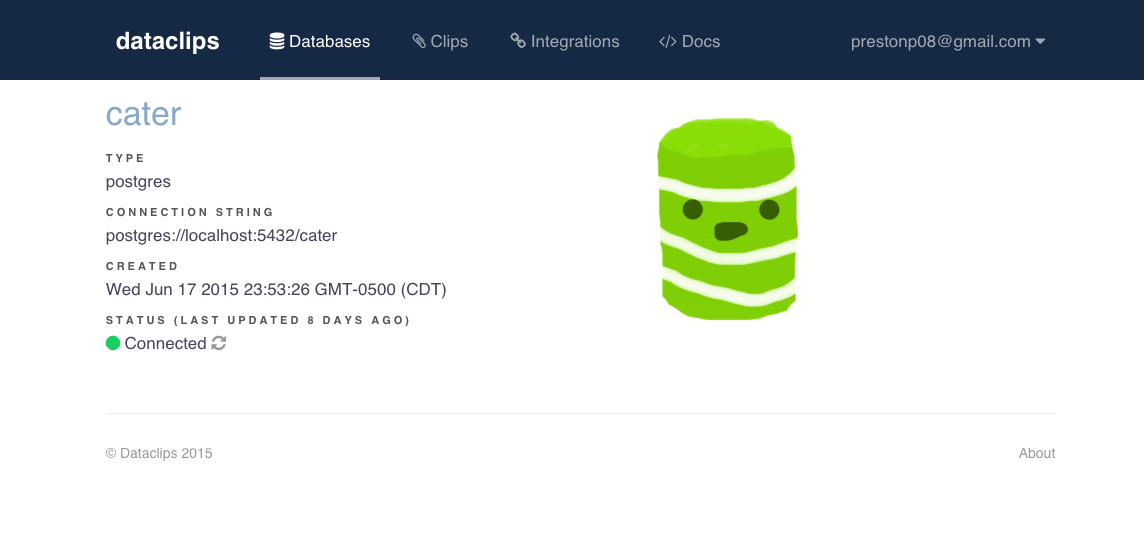 dataclips Databases Clips Integrations Docs prestonp08@gmail.com
cater
TYPE
postgres
CONNECTION STRING
postgres://localhost:5432/cater
CREATED
Wed Jun 17 2015 23:53:26 GMT-0500 (CDT)
STATUS (LAST UPDATED 8 DAYS AGO)
Connected
© Dataclips 2015 About